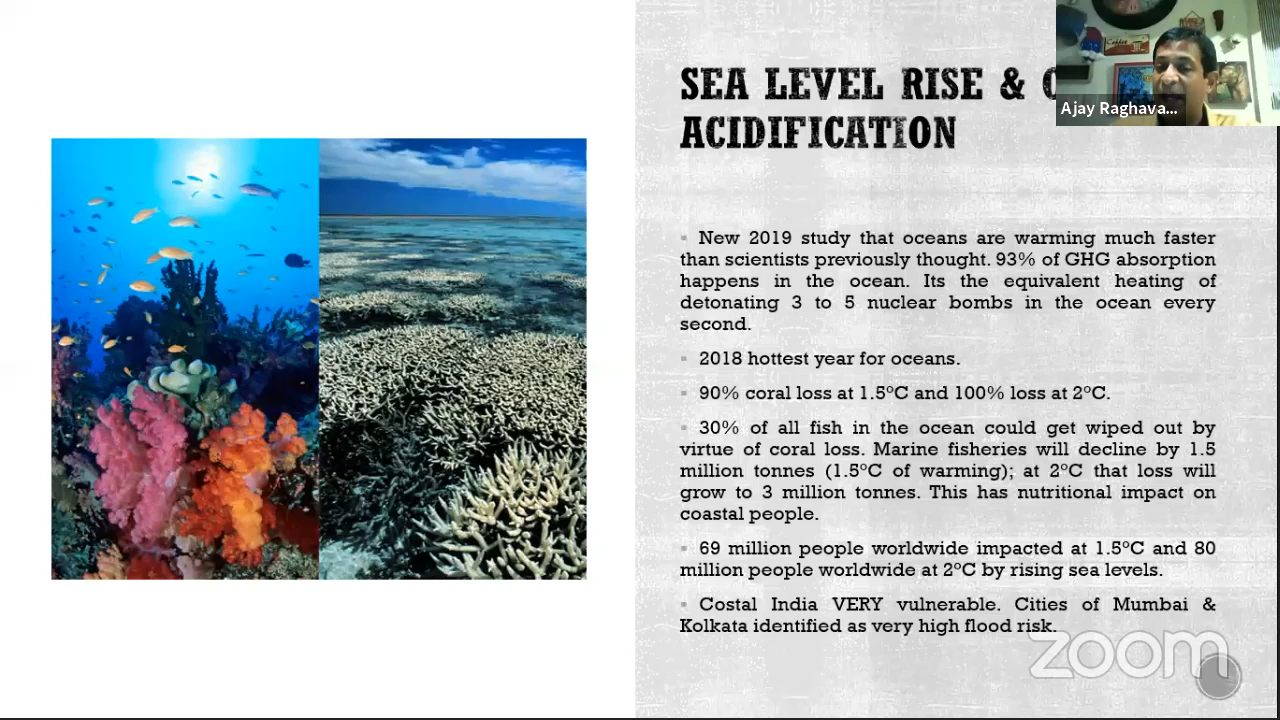 SEA LEVEL RISE &
ACIDIFICATION
Ajay Raghava...
New 2019 study that oceans are warming much faster
than scientists previously thought. 93% of GHG absorption
happens in the ocean. Its the equivalent heating of
detonating 3 to 5 nuclear bombs in the ocean every
second.
2018 hottest year for oceans.
90% coral loss at 1.5°C and 100% loss at 2°C.
30% of all fish in the ocean could get wiped out by
virtue of coral loss. Marine fisheries will decline by 1.5
million tonnes (1.5°C of warming); at 2°C that loss will
grow to 3 million tonnes. This has nutritional impact on
coastal people.
69 million people worldwide impacted at 1.5°C and 80
million people worldwide at 2°C by rising sea levels.
Costal India VERY vulnerable. Cities of Mumbai &
Kolkata identified as very high flood risk.
zoom